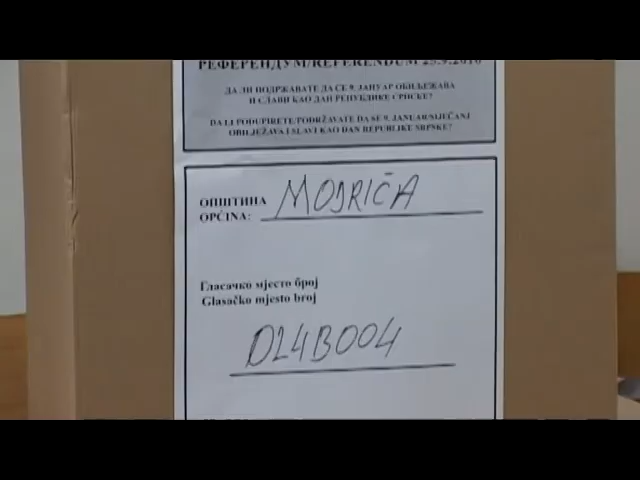 РЕФЕРЕНДУМ/REFERENDUM 25.9.2016
ДА ЛИ ПОДРЖАВАТЕ ДА СЕ 9. ЈАНУАР ОБИЉЕЖАВА
И СЛАВИ КАО ДАН РЕПУБЛИКЕ СРПСКЕ?
DA LI PODUPIRETE/PODRŽAVATE DA SE 9. JANUAR/SIJEČANJ
OBILJEŽAVA I SLAVI KAO DAN REPUBLIKE SRPSKE?
ОПШТИНА
OPĆINA: MOJRIČA
Гласачко мјесто број
Glasačko mjesto broj
024B004